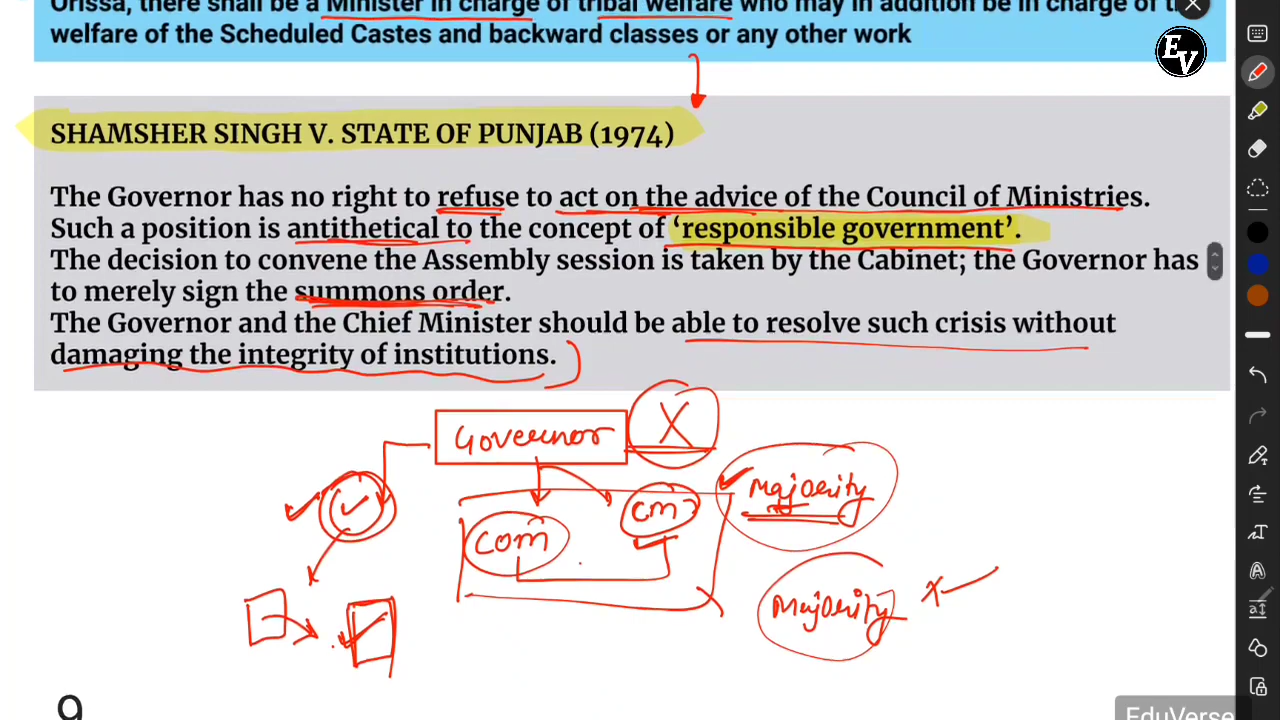 Orissa, there shall be a Minister in charge of tribal welfare who may in addition be in charge of t
welfare of the Scheduled Castes and backward classes or any other work
EV
SHAMSHER SINGH V. STATE OF PUNJAB (1974)
The Governor has no right to refuse to act on the advice of the Council of Ministries.
Such a position is antithetical to the concept of ‘responsible government’.
The decision to convene the Assembly session is taken by the Cabinet; the Governor has
to merely sign the summons order.
The Governor and the Chief Minister should be able to resolve such crisis without
damaging the integrity of institutions.
Governor X
Majority
CM
COM
Majority x
9
EduVerse